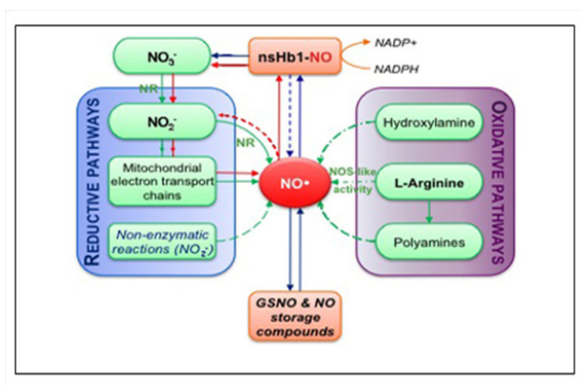 NO3-
nsHb1-NO
NADP+
NADPH
NR
REDUCTIVE PATHWAYS
NO2-
NR
Mitochondrial
electron transport
chains
Non-enzymatic
reactions (NO2-)
NO•
NOS-like
activity
Hydroxylamine
L-Arginine
Polyamines
OXIDATIVE PATHWAYS
GSNO & NO
storage
compounds